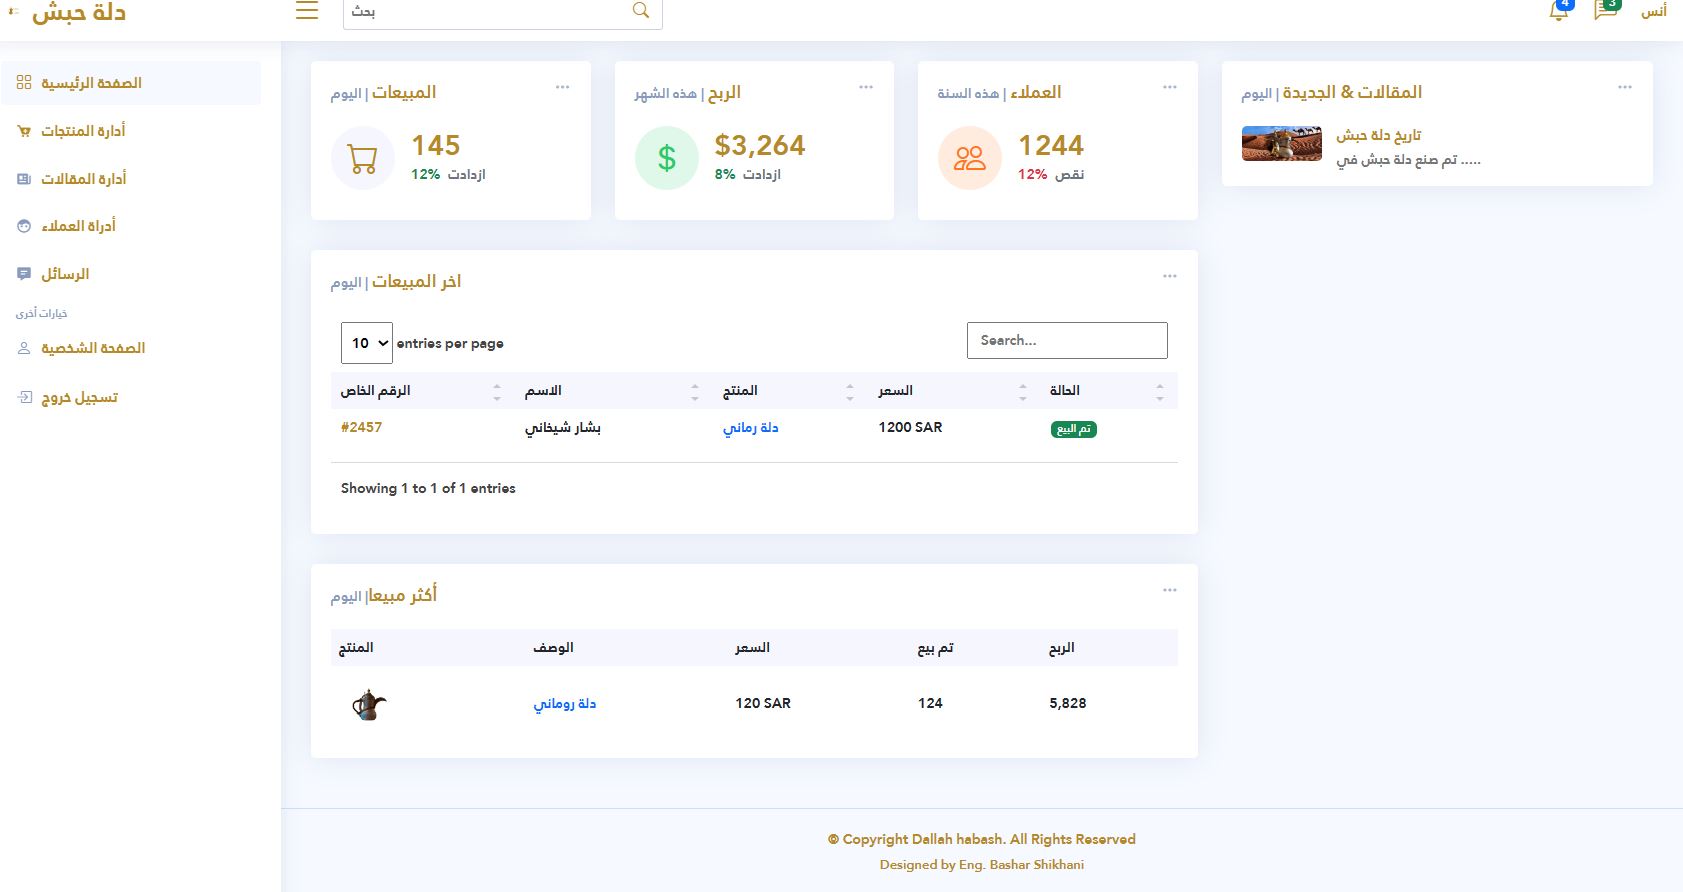 دلة حبش
بحث
4
3
أنس
الصفحة الرئيسية
أدارة المنتجات
أدارة المقالات
أدراة العملاء
الرسائل
خيارات أخرى
الصفحة الشخصية
تسجيل خروج
المبيعات | اليوم
145
12% ازدادت
الربح | هذه الشهر
$3,264
8% ازدادت
العملاء | هذه السنة
1244
12% نقص
المقالات & الجديدة | اليوم
تاريخ دلة حبش
تم صنع دلة حبش في .....
اخر المبيعات | اليوم
10 entries per page
Search...
الرقم الخاص الاسم المنتج السعر الحالة
#2457 بشار شيخاني دلة رماني 1200 SAR تم البيع
Showing 1 to 1 of 1 entries
أكثر مبيعا| اليوم
المنتج الوصف السعر تم بيع الربح
دلة روماني 120 SAR 124 5,828
© Copyright Dallah habash. All Rights Reserved
Designed by Eng. Bashar Shikhani